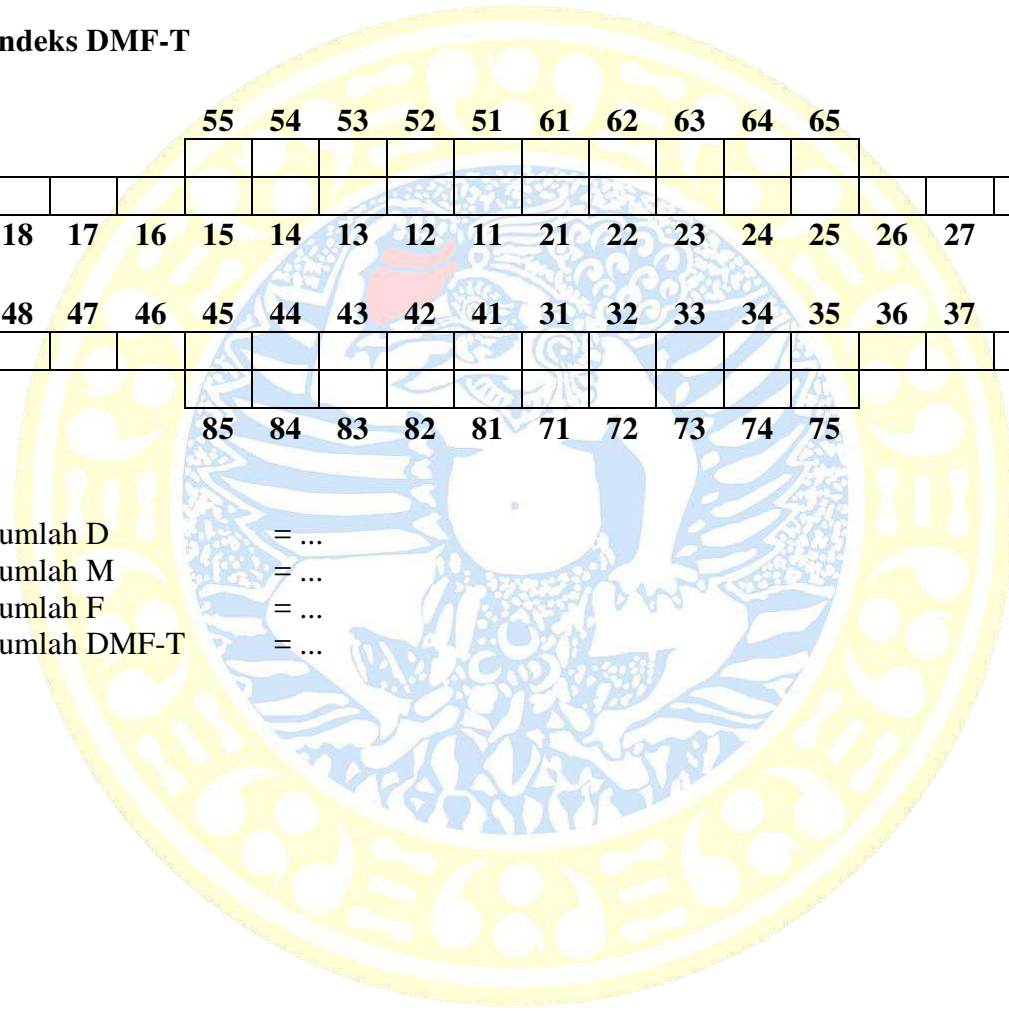 ndeks DMF-T
55 54 53 52 51 61 62 63 64 65
18 17 16 15 14 13 12 11 21 22 23 24 25 26 27
48 47 46 45 44 43 42 41 31 32 33 34 35 36 37
85 84 83 82 81 71 72 73 74 75
umlah D = ...
umlah M = ...
umlah F = ...
umlah DMF-T = ...